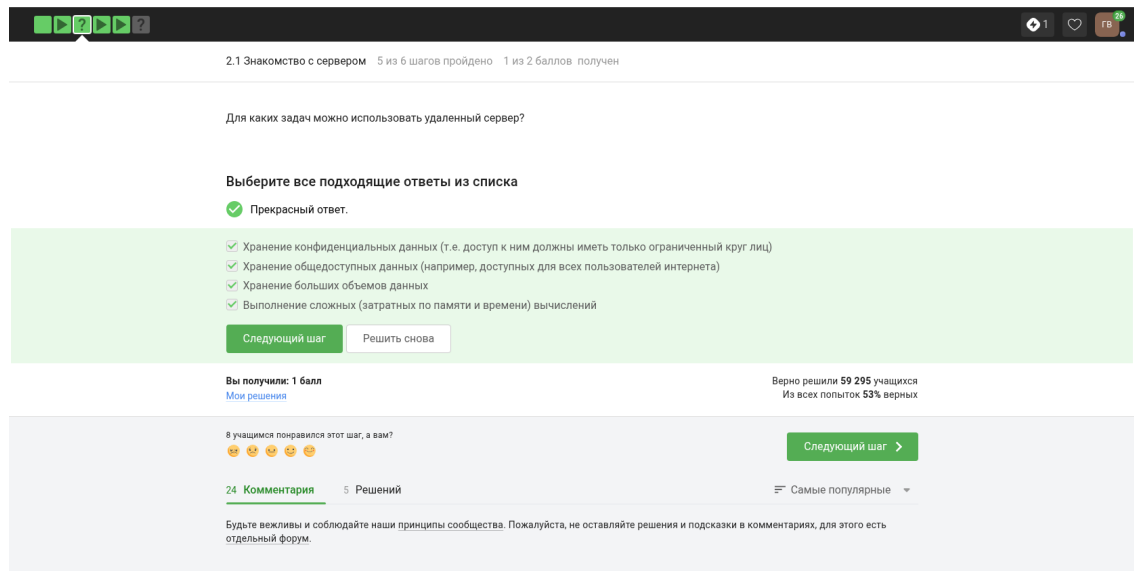 ?
?
1
ГВ
26
2.1 Знакомство с сервером 5 из 6 шагов пройдено 1 из 2 баллов получен
Для каких задач можно использовать удаленный сервер?
Выберите все подходящие ответы из списка
Прекрасный ответ.
Хранение конфиденциальных данных (т.е. доступ к ним должны иметь только ограниченный круг лиц)
Хранение общедоступных данных (например, доступных для всех пользователей интернета)
Хранение больших объемов данных
Выполнение сложных (затратных по памяти и времени) вычислений
Следующий шаг Решить снова
Вы получили: 1 балл
Мои решения
Верно решили 59 295 учащихся
Из всех попыток 53% верных
8 учащимся понравился этот шаг, а вам?
Следующий шаг
24 Комментария 5 Решений Самые популярные
Будьте вежливы и соблюдайте наши принципы сообщества. Пожалуйста, не оставляйте решения и подсказки в комментариях, для этого есть
отдельный форум.